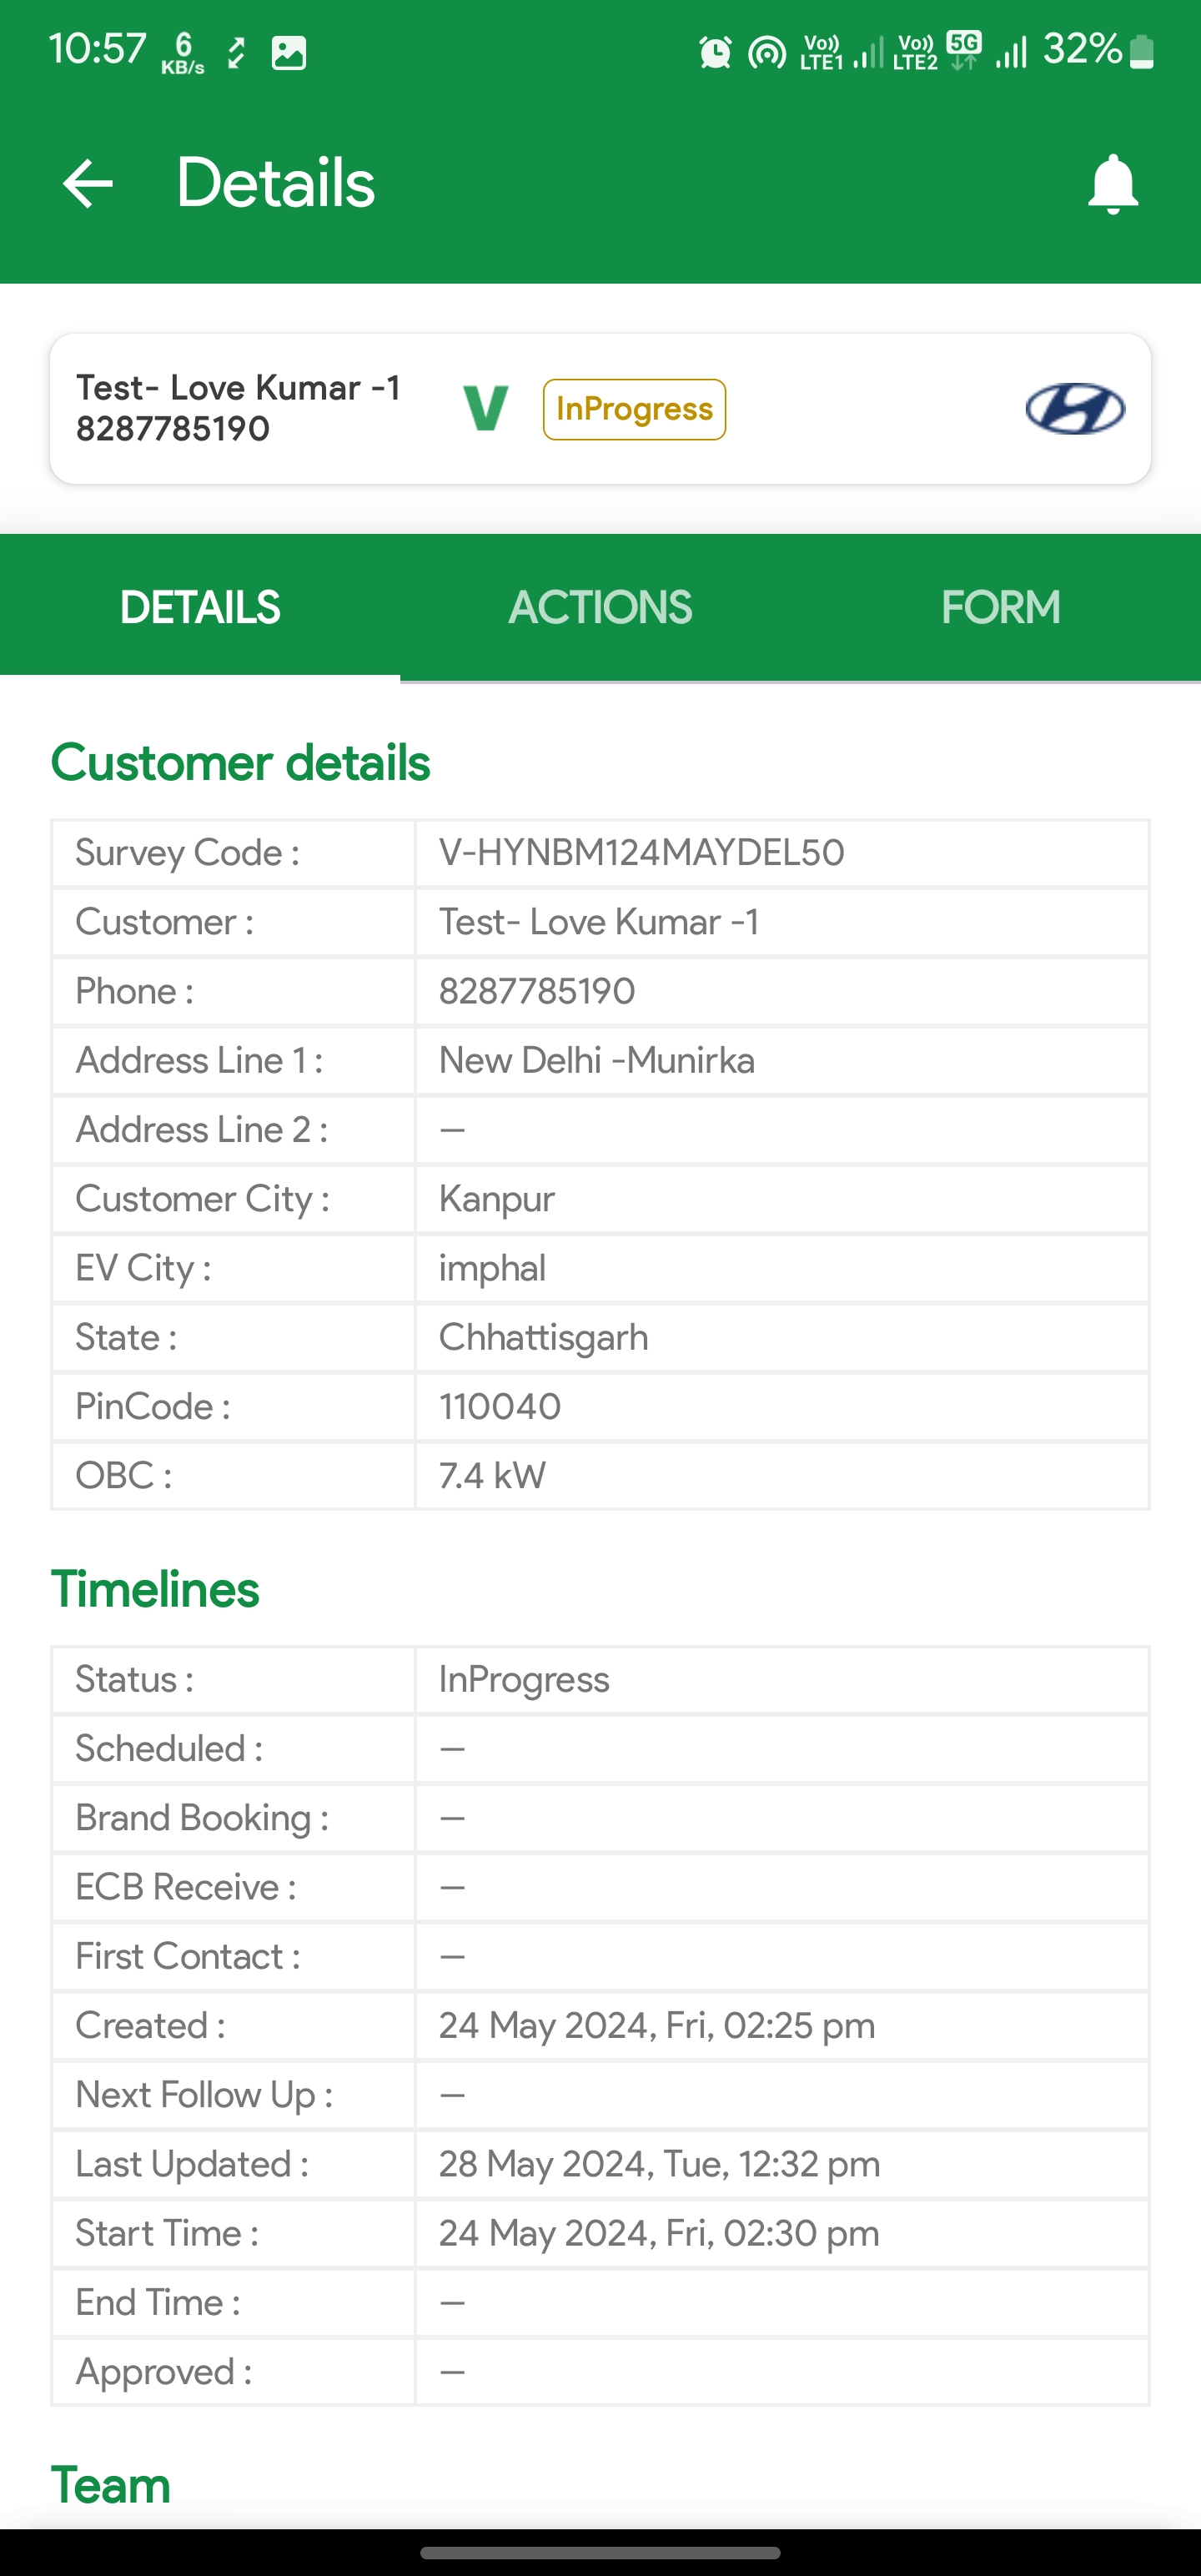 10:57 6 KB/s Vo)) LTE1 Vo)) LTE2 5G 32%
Details
Test- Love Kumar -1
8287785190
V InProgress
DETAILS ACTIONS FORM
Customer details
Survey Code : V-HYNBM124MAYDEL50
Customer : Test- Love Kumar -1
Phone : 8287785190
Address Line 1 : New Delhi -Munirka
Address Line 2 : —
Customer City : Kanpur
EV City : imphal
State : Chhattisgarh
PinCode : 110040
OBC : 7.4 kW
Timelines
Status : InProgress
Scheduled : —
Brand Booking : —
ECB Receive : —
First Contact : —
Created : 24 May 2024, Fri, 02:25 pm
Next Follow Up : —
Last Updated : 28 May 2024, Tue, 12:32 pm
Start Time : 24 May 2024, Fri, 02:30 pm
End Time : —
Approved : —
Team